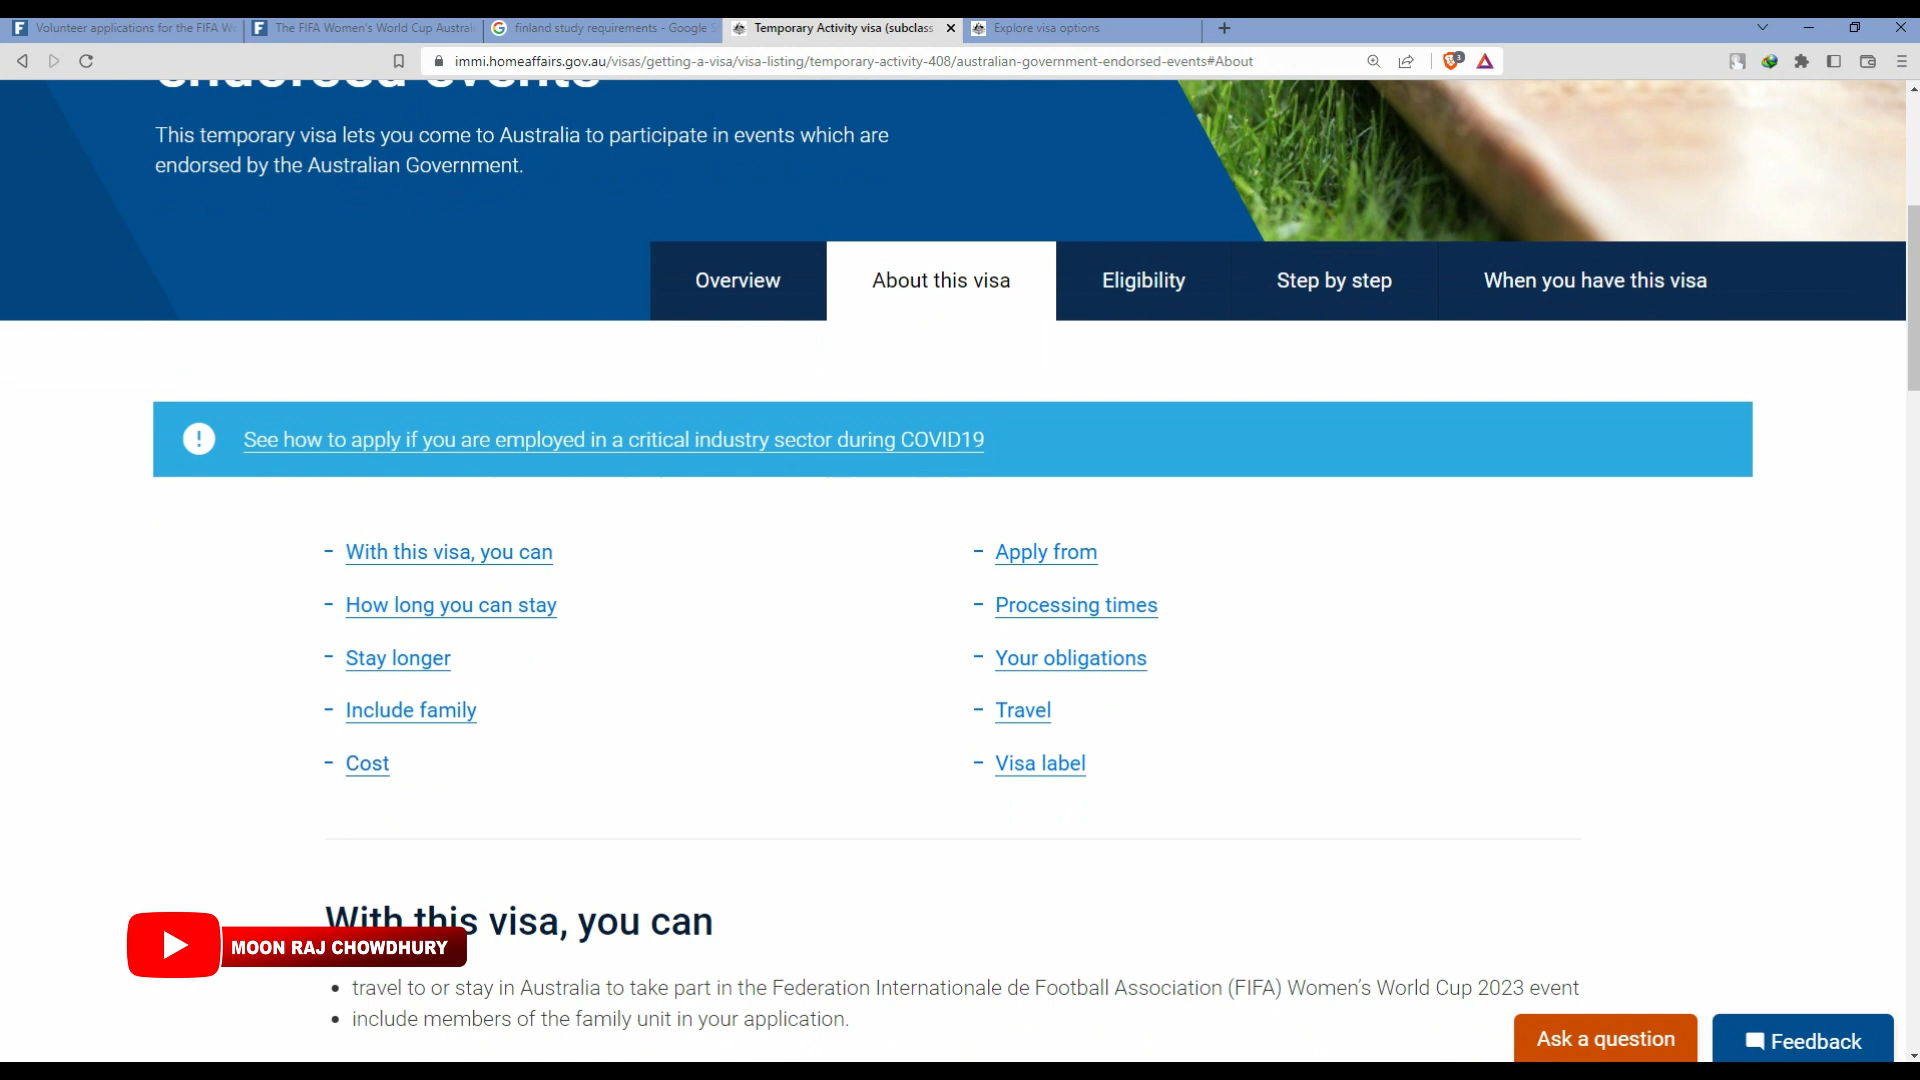 Volunteer applications for the FIFA Wo
The FIFA Women's World Cup Austral
finland study requirements - Google S
Temporary Activity visa (subclass
Explore visa options
immi.homeaffairs.gov.au/visas/getting-a-visa/visa-listing/temporary-activity-408/australian-government-endorsed-events#About
3
endorsed events
This temporary visa lets you come to Australia to participate in events which are
endorsed by the Australian Government.
Overview
About this visa
Eligibility
Step by step
When you have this visa
See how to apply if you are employed in a critical industry sector during COVID19
- With this visa, you can
- How long you can stay
- Stay longer
- Include family
- Cost
- Apply from
- Processing times
- Your obligations
- Travel
- Visa label
With this visa, you can
MOON RAJ CHOWDHURY
• travel to or stay in Australia to take part in the Federation Internationale de Football Association (FIFA) Women's World Cup 2023 event
• include members of the family unit in your application.
Ask a question
Feedback